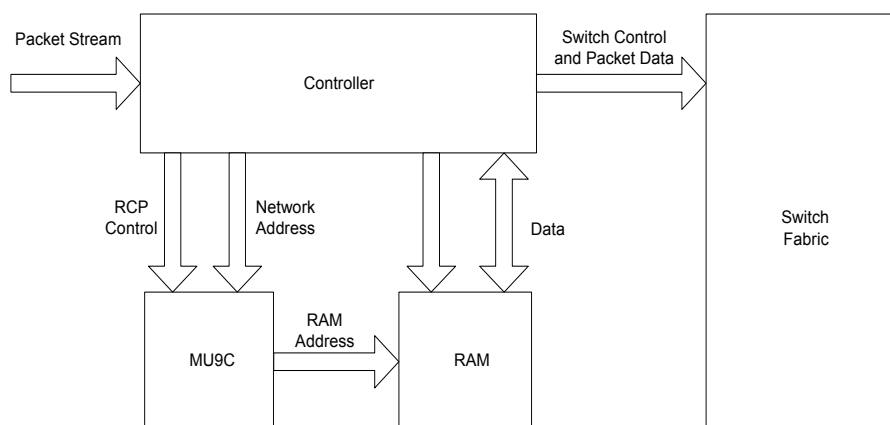 Packet Stream
Switch Control
and Packet Data
Controller
RCP
Control
Network
Address
Data
Switch
Fabric
RAM
Address
MU9C
RAM